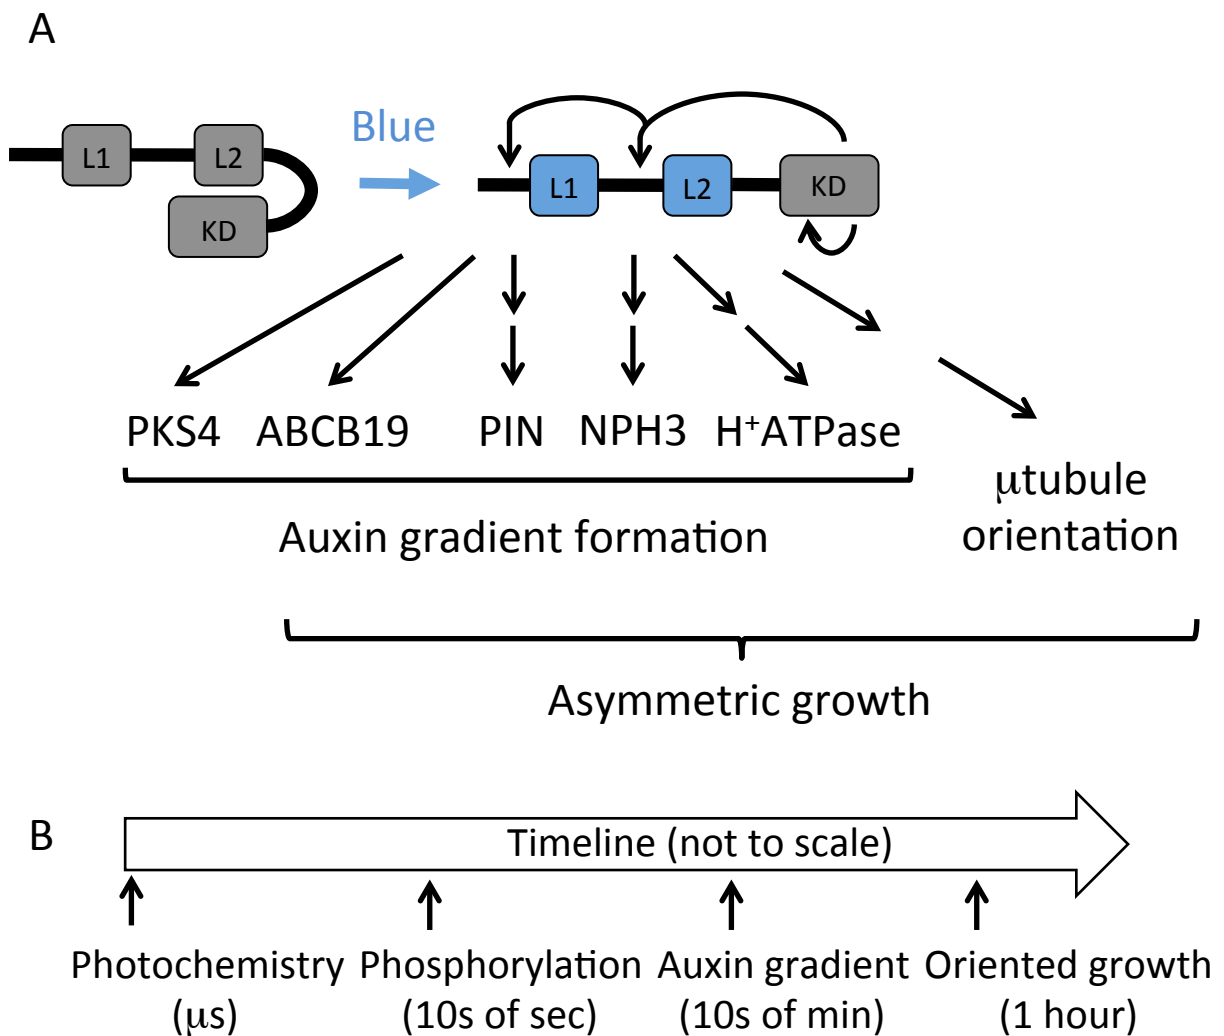 A
Blue
L1
L2
KD
L1
L2
KD
PKS4 ABCB19 PIN NPH3 H⁺ATPase
μtubule
orientation
Auxin gradient formation
Asymmetric growth
B
Timeline (not to scale)
Photochemistry Phosphorylation Auxin gradient Oriented growth
(μs) (10s of sec) (10s of min) (1 hour)